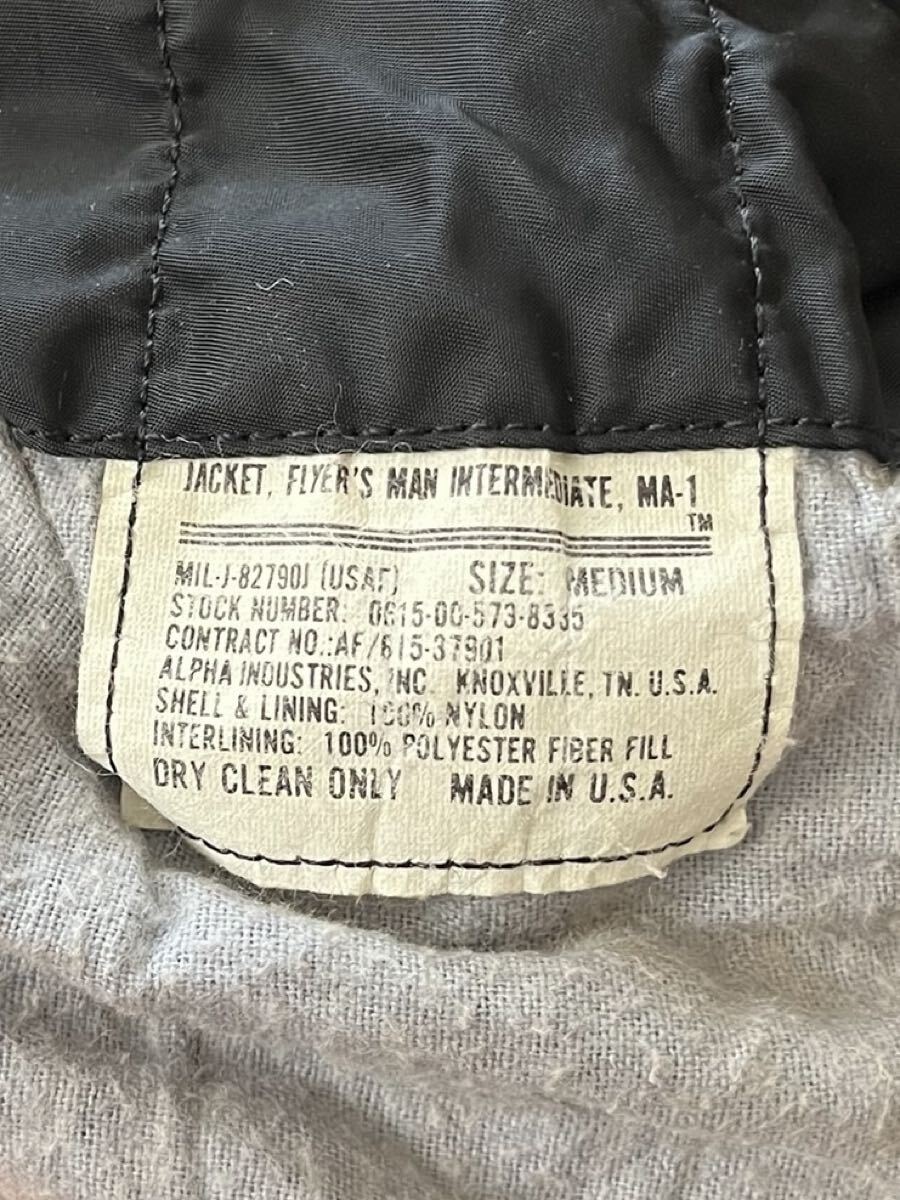 JACKET, FLYER'S MAN INTERMEDIATE, MA-1 ™
MIL-J-82790J (USAF) SIZE: MEDIUM
STOCK NUMBER: 0615-00-573-8335
CONTRACT NO.:AF/615-37901
ALPHA INDUSTRIES, INC. KNOXVILLE, TN. U.S.A.
SHELL & LINING: 100% NYLON
INTERLINING: 100% POLYESTER FIBER FILL
DRY CLEAN ONLY MADE IN U.S.A.